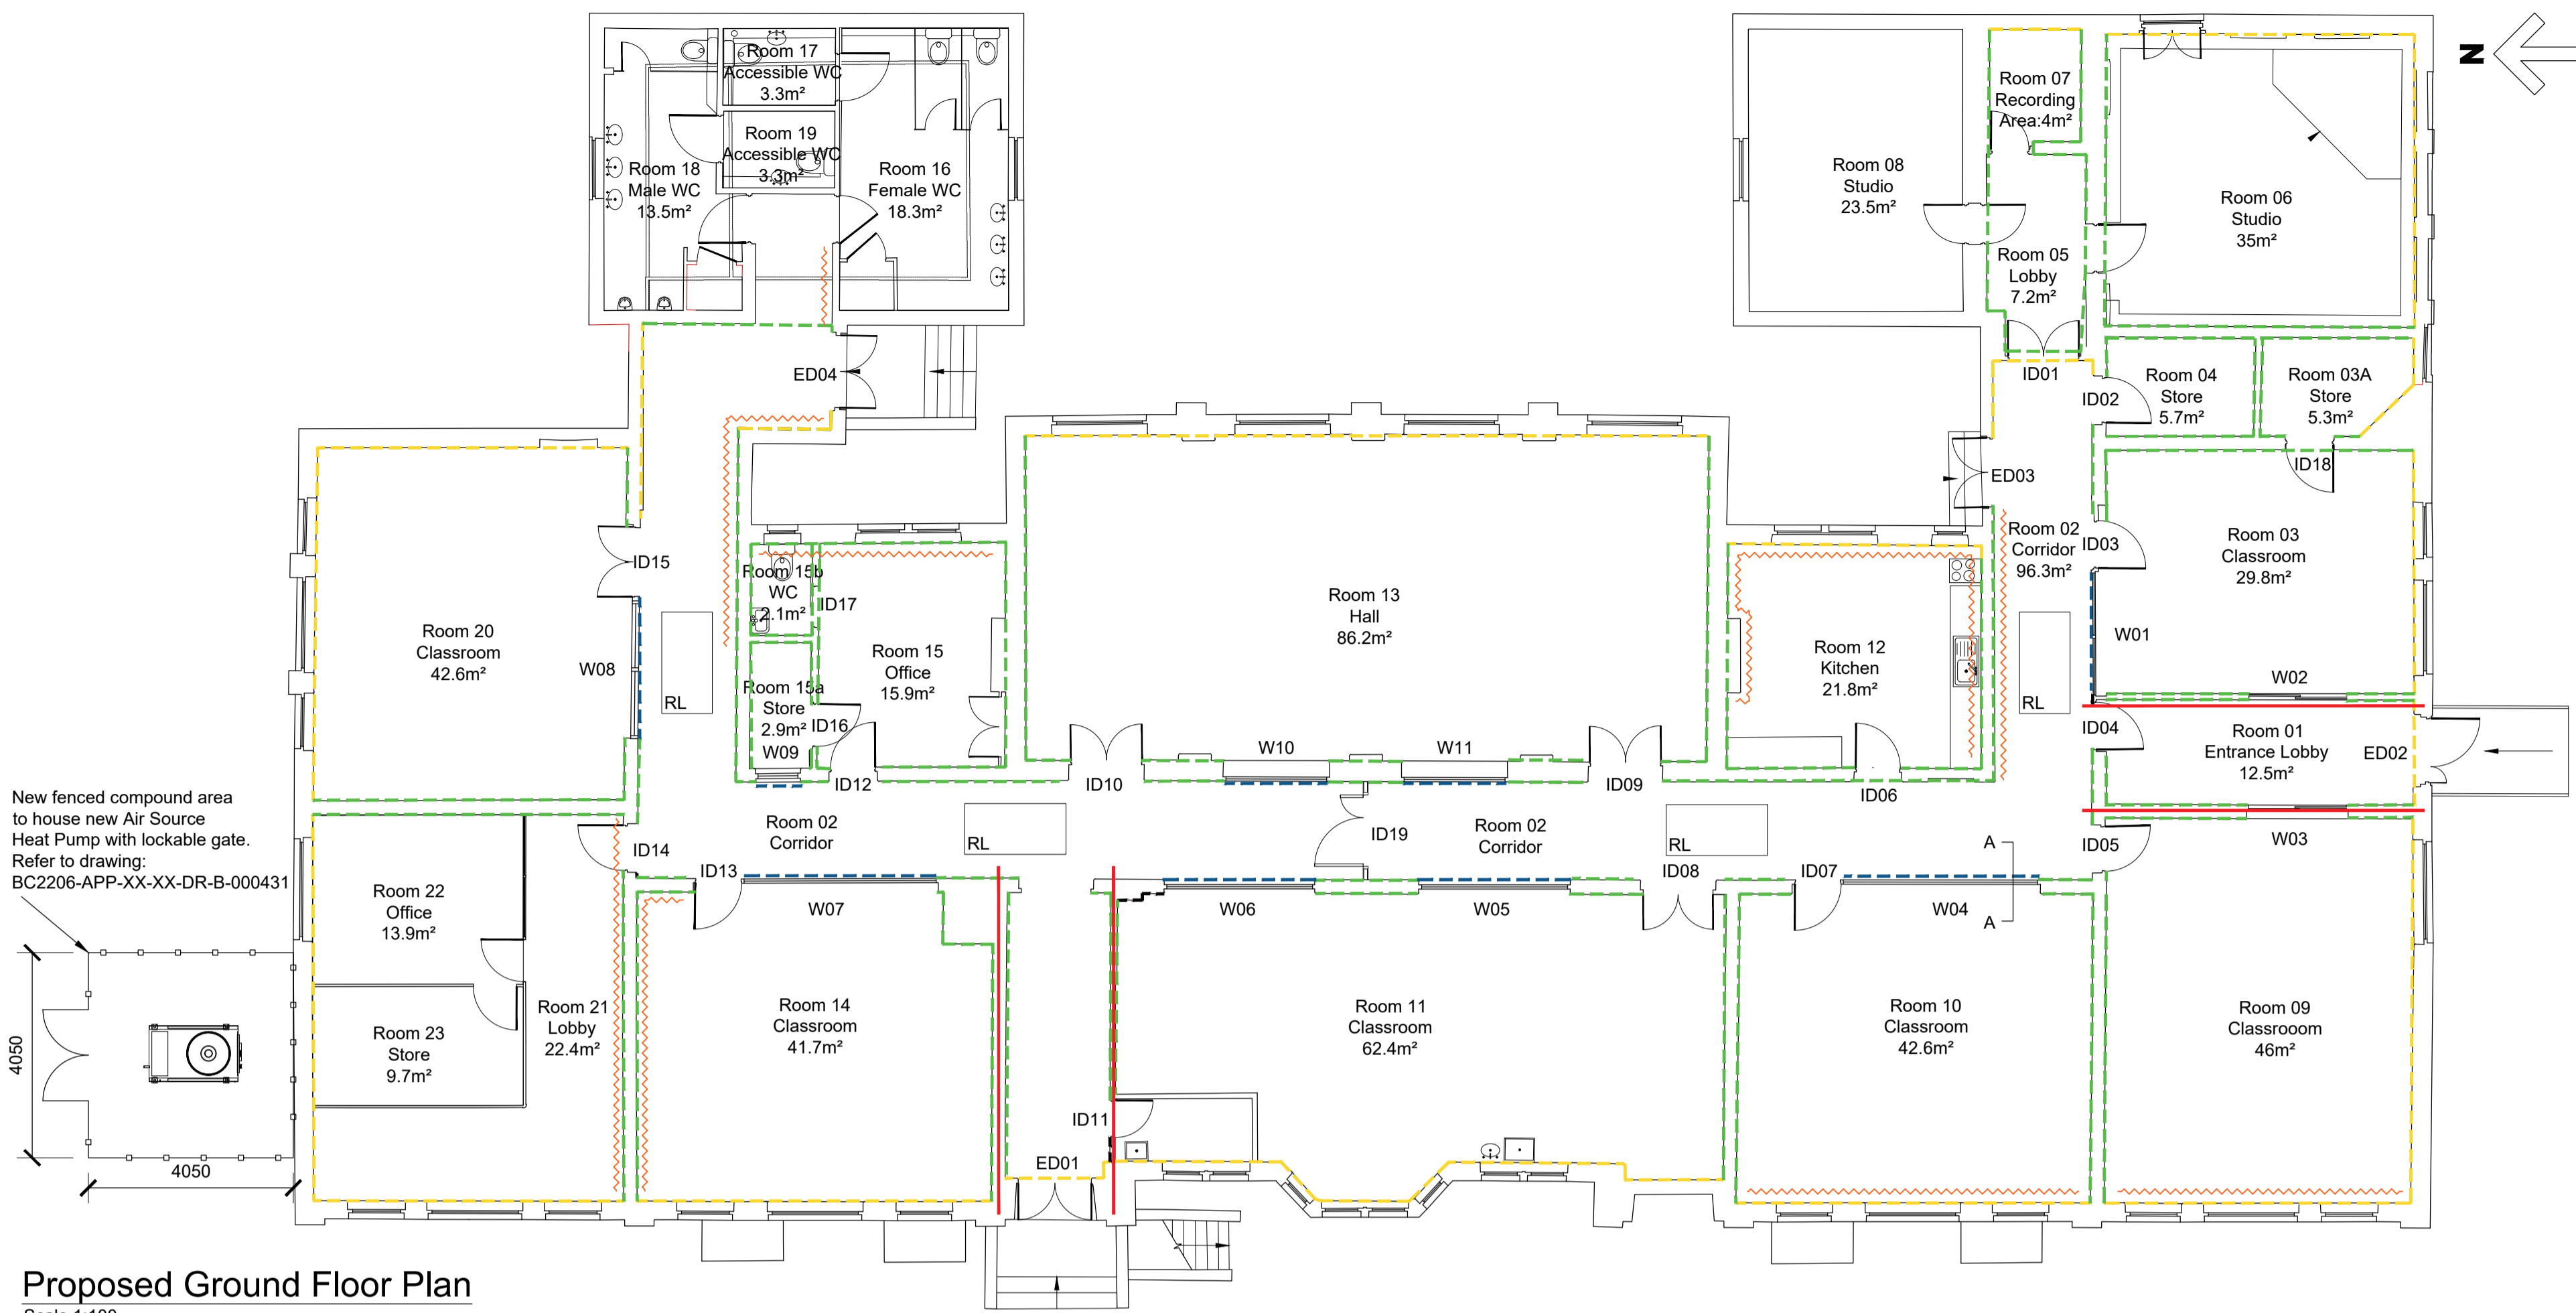 Room 17
Accessible WC
3.3m²
Room 19
Accessible WC
3.3m²
Room 18
Male WC
13.5m²
Room 16
Female WC
18.3m²
Room 08
Studio
23.5m²
Room 07
Recording
Area:4m²
Room 06
Studio
35m²
N
Room 05
Lobby
7.2m²
ED04
ID01
ID02
Room 04
Store
5.7m²
Room 03A
Store
5.3m²
ID18
ED03
Room 02
Corridor
96.3m²
ID03
Room 03
Classroom
29.8m²
ID15
Room 15b
WC
2.1m²
ID17
Room 13
Hall
86.2m²
Room 20
Classroom
42.6m²
W08
RL
Room 15
Office
15.9m²
Room 15a
Store
2.9m²
ID16
W09
Room 12
Kitchen
21.8m²
W01
W02
RL
ID04
Room 01
Entrance Lobby
12.5m²
ED02
W10
W11
ID12
ID10
ID09
ID06
New fenced compound area
to house new Air Source
Heat Pump with lockable gate.
Refer to drawing:
BC2206-APP-XX-XX-DR-B-000431
Room 02
Corridor
RL
ID19
Room 02
Corridor
RL
A
A
ID05
W03
ID14
ID13
W07
W06
W05
ID08
ID07
W04
Room 22
Office
13.9m²
Room 23
Store
9.7m²
Room 21
Lobby
22.4m²
Room 14
Classroom
41.7m²
Room 11
Classroom
62.4m²
Room 10
Classroom
42.6m²
Room 09
Classrooom
46m²
4050
4050
ID11
ED01
Proposed Ground Floor Plan
Scale 1:100